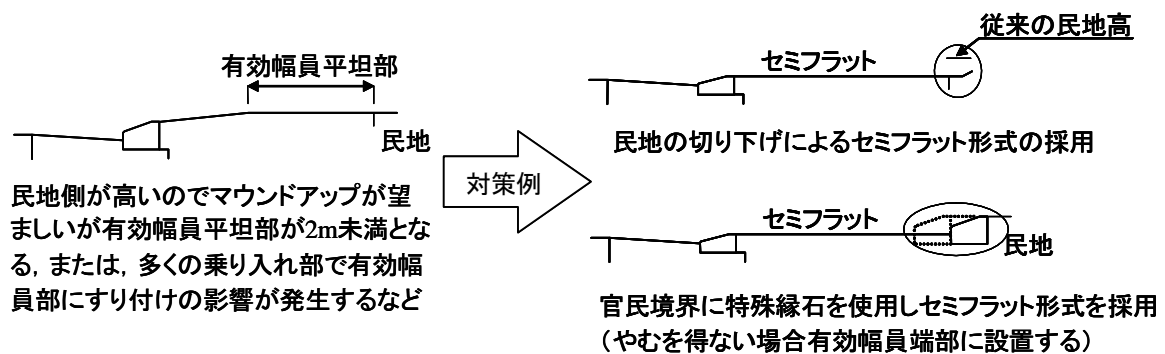 有効幅員平坦部
民地
民地側が高いのでマウンドアップが望
ましいが有効幅員平坦部が2m未満とな
る，または，多くの乗り入れ部で有効幅
員部にすり付けの影響が発生するなど
対策例
従来の民地高
セミフラット
民地の切り下げによるセミフラット形式の採用
セミフラット
民地
官民境界に特殊縁石を使用しセミフラット形式を採用
（やむを得ない場合有効幅員端部に設置する）